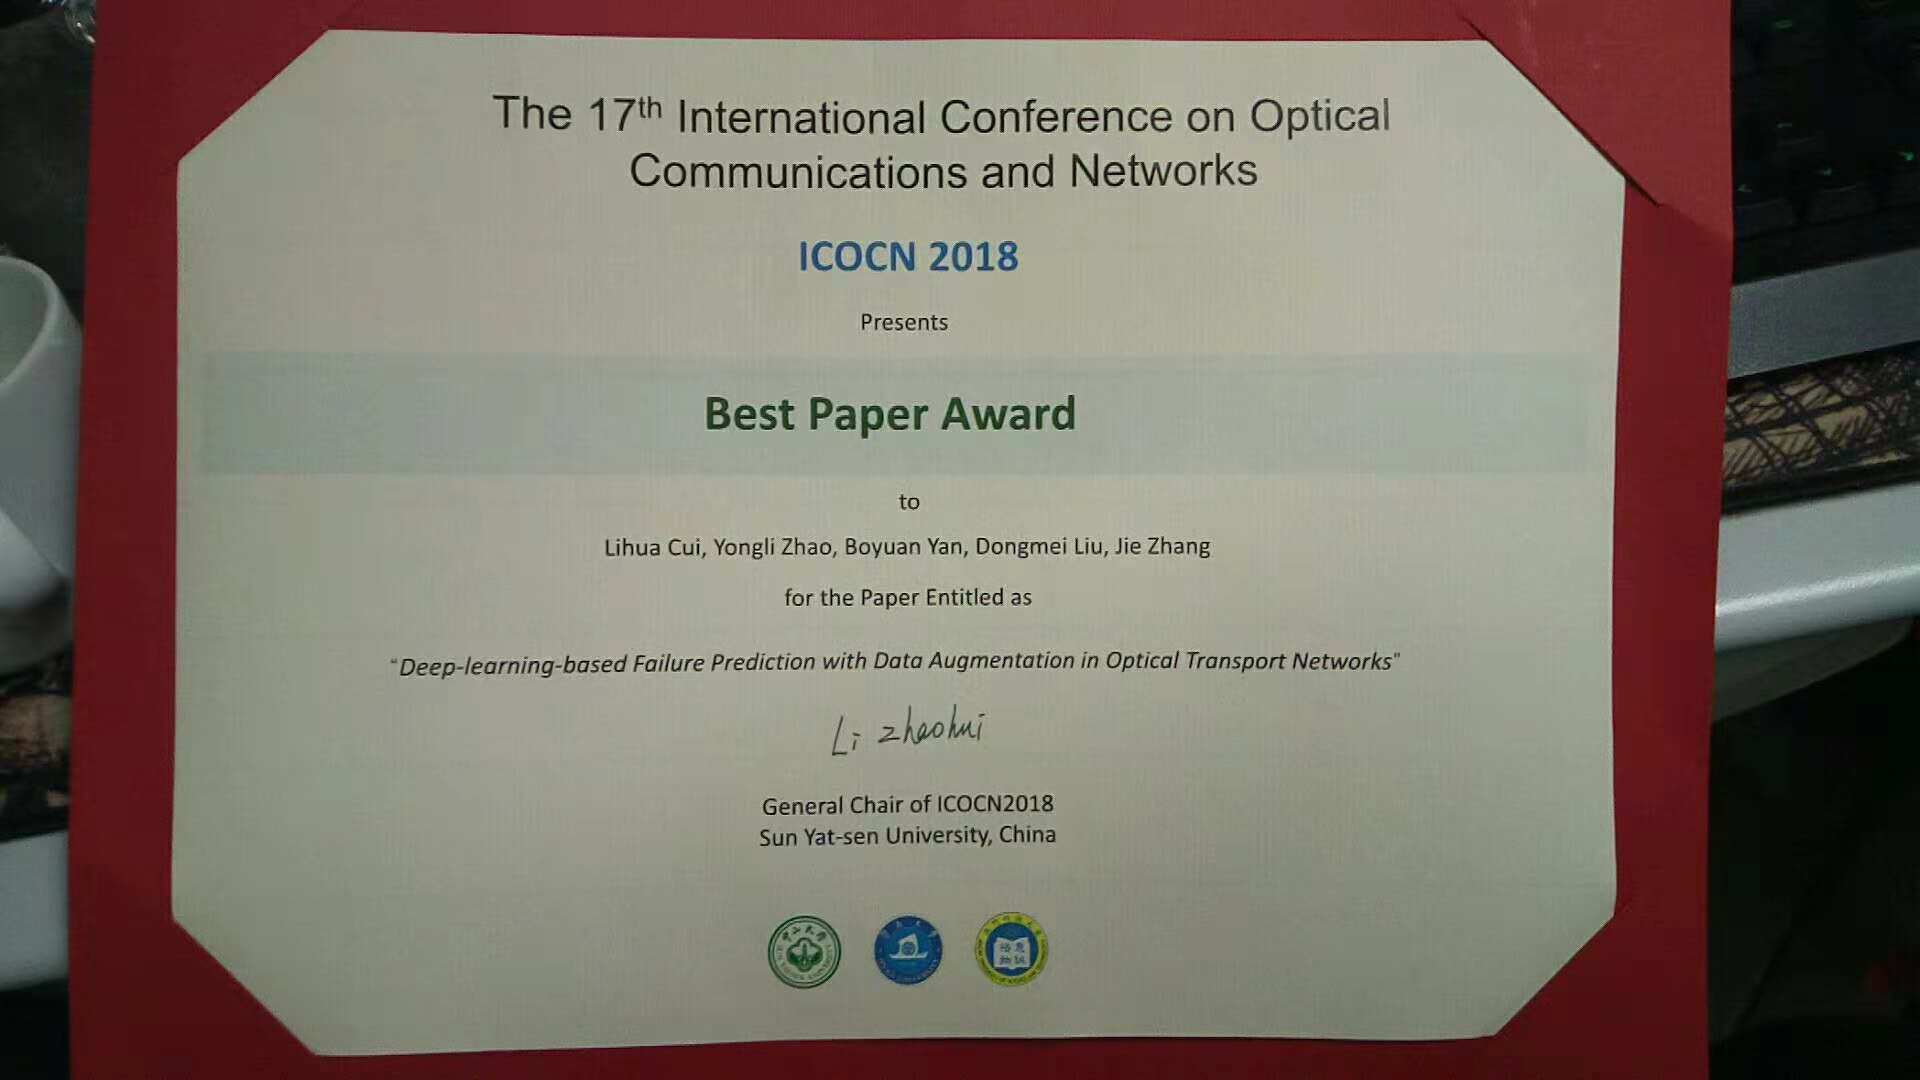 The 17th International Conference on Optical
Communications and Networks
ICOCN 2018
Presents
Best Paper Award
to
Lihua Cui, Yongli Zhao, Boyuan Yan, Dongmei Liu, Jie Zhang
for the Paper Entitled as
"Deep-learning-based Failure Prediction with Data Augmentation in Optical Transport Networks"
Li Zhaohui
General Chair of ICOCN2018
Sun Yat-sen University, China